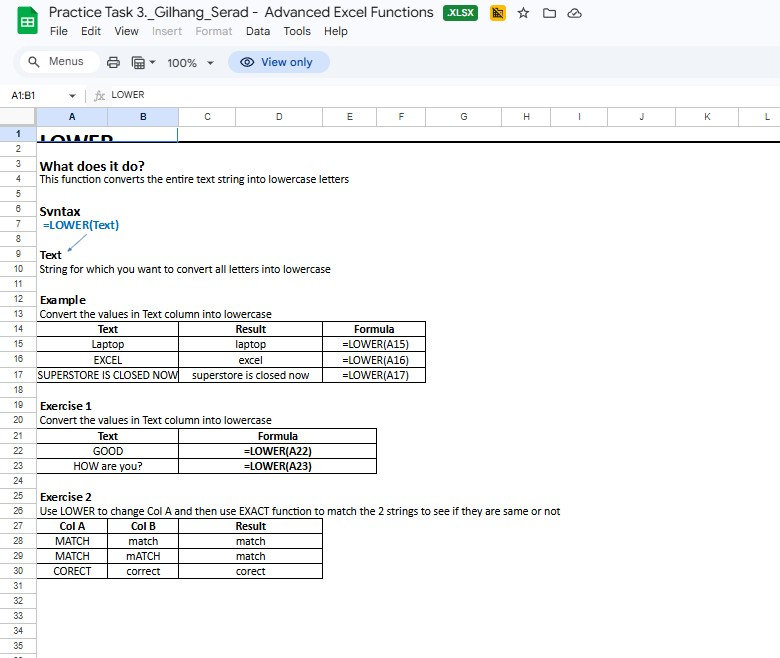 Practice Task 3._Gilhang_Serad - Advanced Excel Functions .XLSX
File Edit View Insert Format Data Tools Help
Menus 100% View only
A1:B1 fx LOWER
A B C D E F G H I J K L
1 LOWER
2
3 What does it do?
4 This function converts the entire text string into lowercase letters
5
6 Syntax
7 =LOWER(Text)
8
9 Text
10 String for which you want to convert all letters into lowercase
11
12 Example
13 Convert the values in Text column into lowercase
14 Text Result Formula
15 Laptop laptop =LOWER(A15)
16 EXCEL excel =LOWER(A16)
17 SUPERSTORE IS CLOSED NOW superstore is closed now =LOWER(A17)
18
19 Exercise 1
20 Convert the values in Text column into lowercase
21 Text Formula
22 GOOD =LOWER(A22)
23 HOW are you? =LOWER(A23)
24
25 Exercise 2
26 Use LOWER to change Col A and then use EXACT function to match the 2 strings to see if they are same or not
27 Col A Col B Result
28 MATCH match match
29 MATCH mATCH match
30 CORECT correct corect
31
32
33
34
35